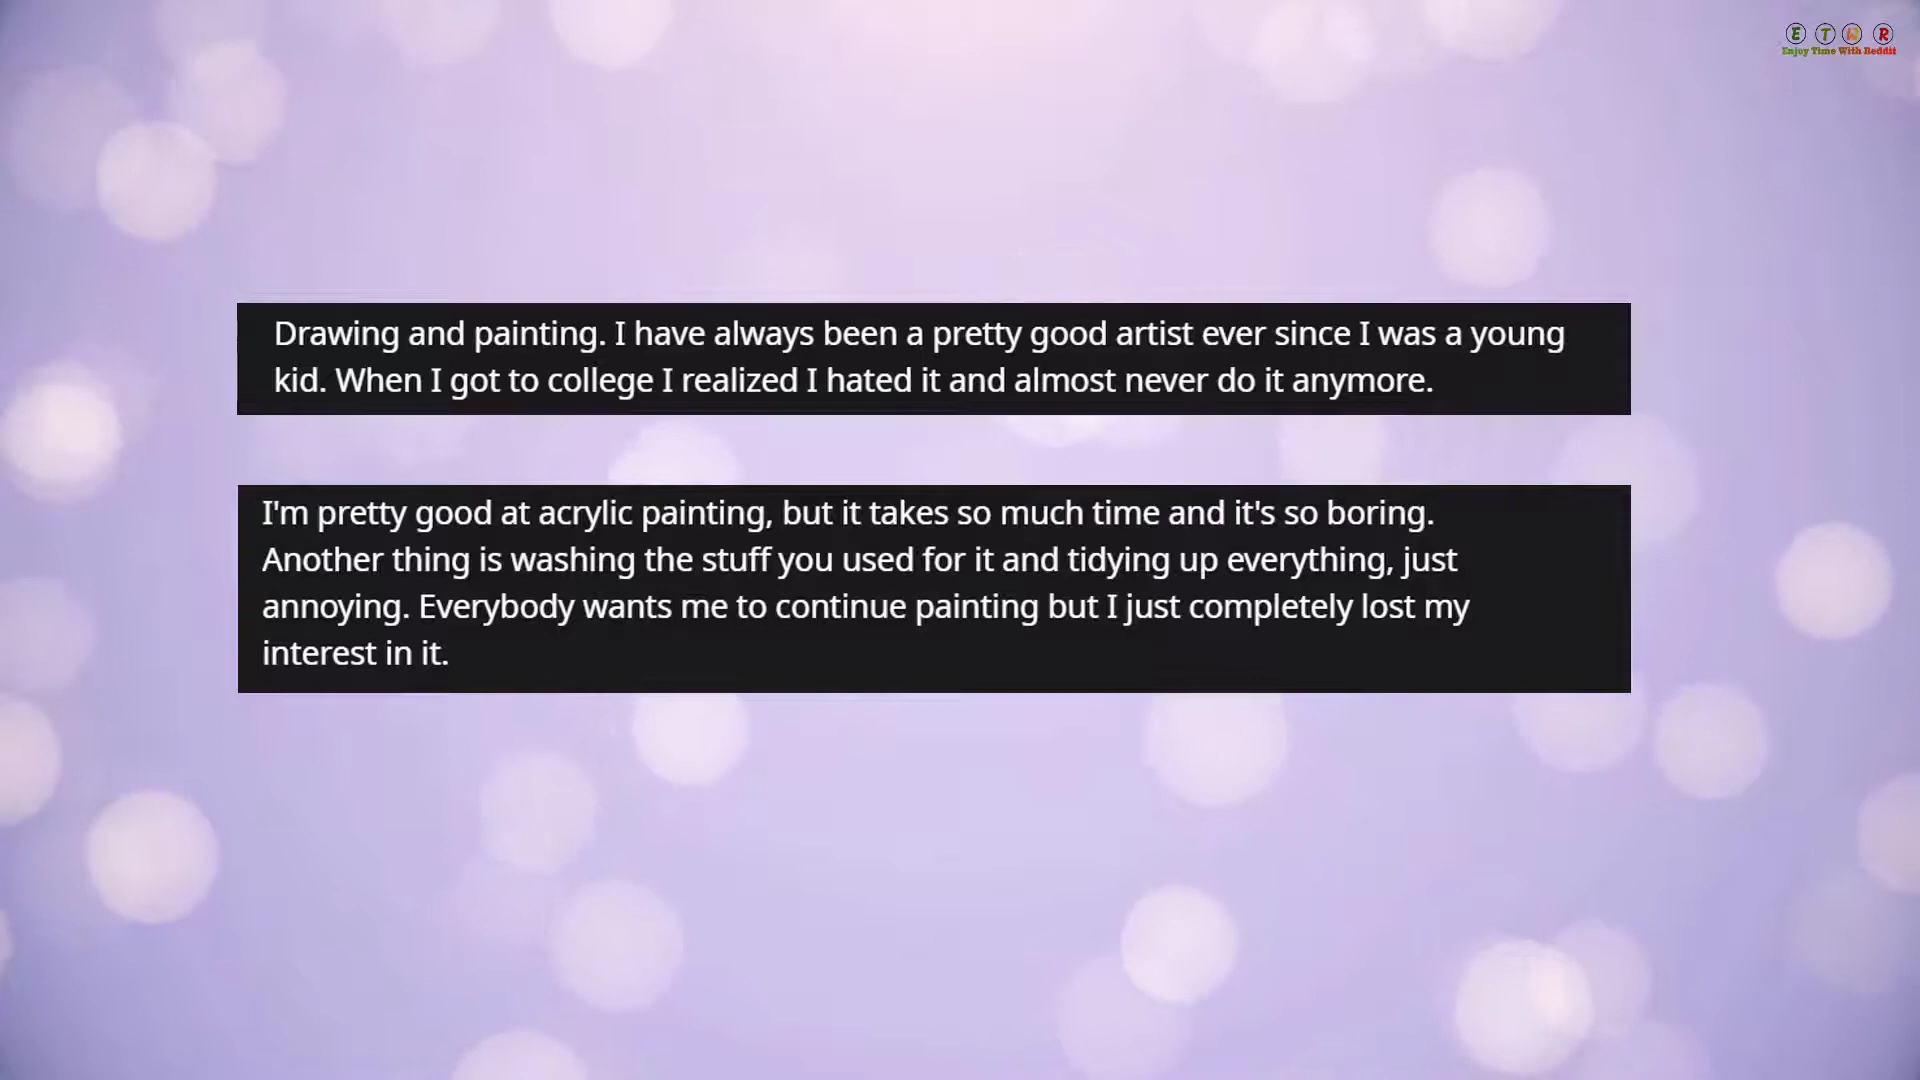 E T W R
Enjoy Time With Reddit
Drawing and painting. I have always been a pretty good artist ever since I was a young
kid. When I got to college I realized I hated it and almost never do it anymore.
I'm pretty good at acrylic painting, but it takes so much time and it's so boring.
Another thing is washing the stuff you used for it and tidying up everything, just
annoying. Everybody wants me to continue painting but I just completely lost my
interest in it.